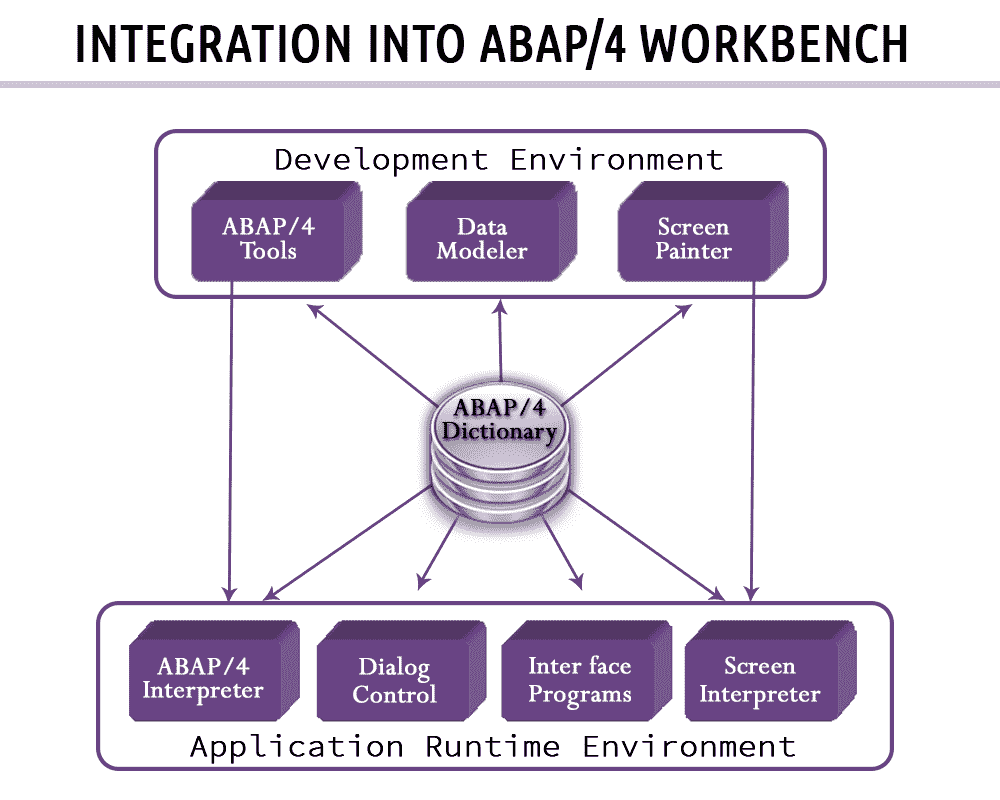 INTEGRATION INTO ABAP/4 WORKBENCH
Development Environment
ABAP/4
Tools
Data
Modeler
Screen
Painter
ABAP/4
Dictionary
ABAP/4
Interpreter
Dialog
Control
Inter face
Programs
Screen
Interpreter
Application Runtime Environment